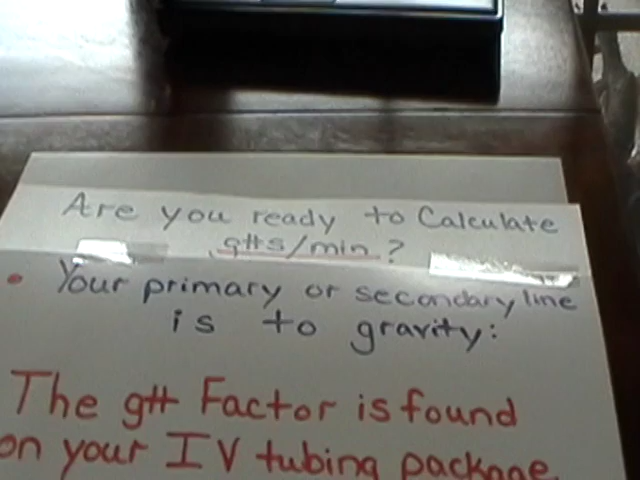 Are you ready to Calculate
gtts/min?
• Your primary or secondary line
is to gravity:
The gtt Factor is found
on your IV tubing package